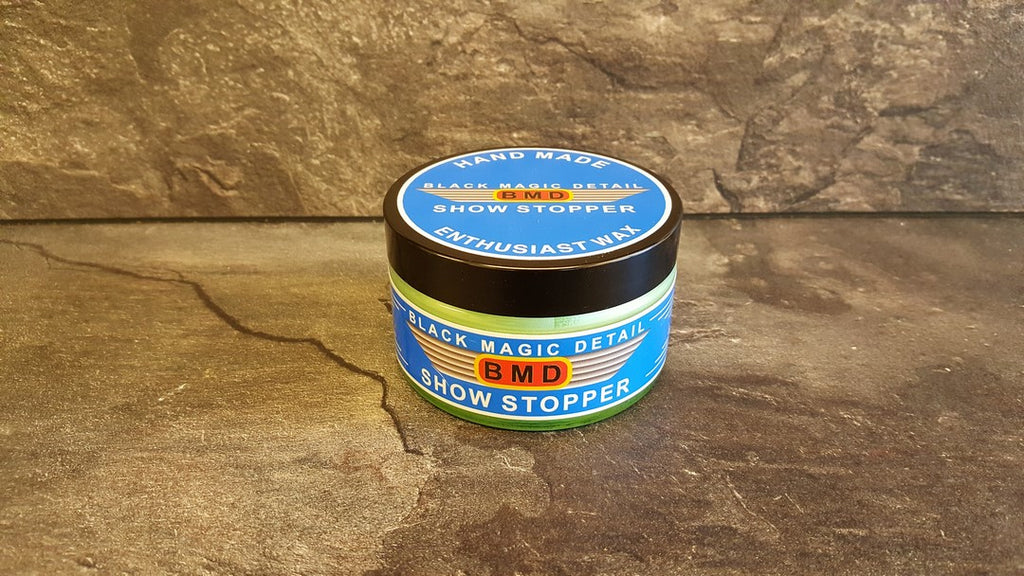 HAND MADE
BLACK MAGIC DETAIL
BMD
SHOW STOPPER
ENTHUSIAST WAX
BLACK MAGIC DETAIL
BMD
SHOW STOPPER